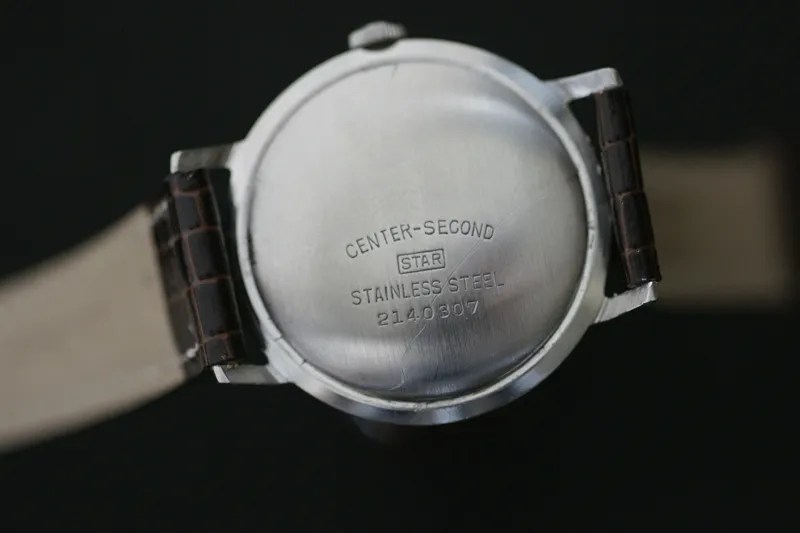 CENTER-SECOND
STAR
STAINLESS STEEL
2140307